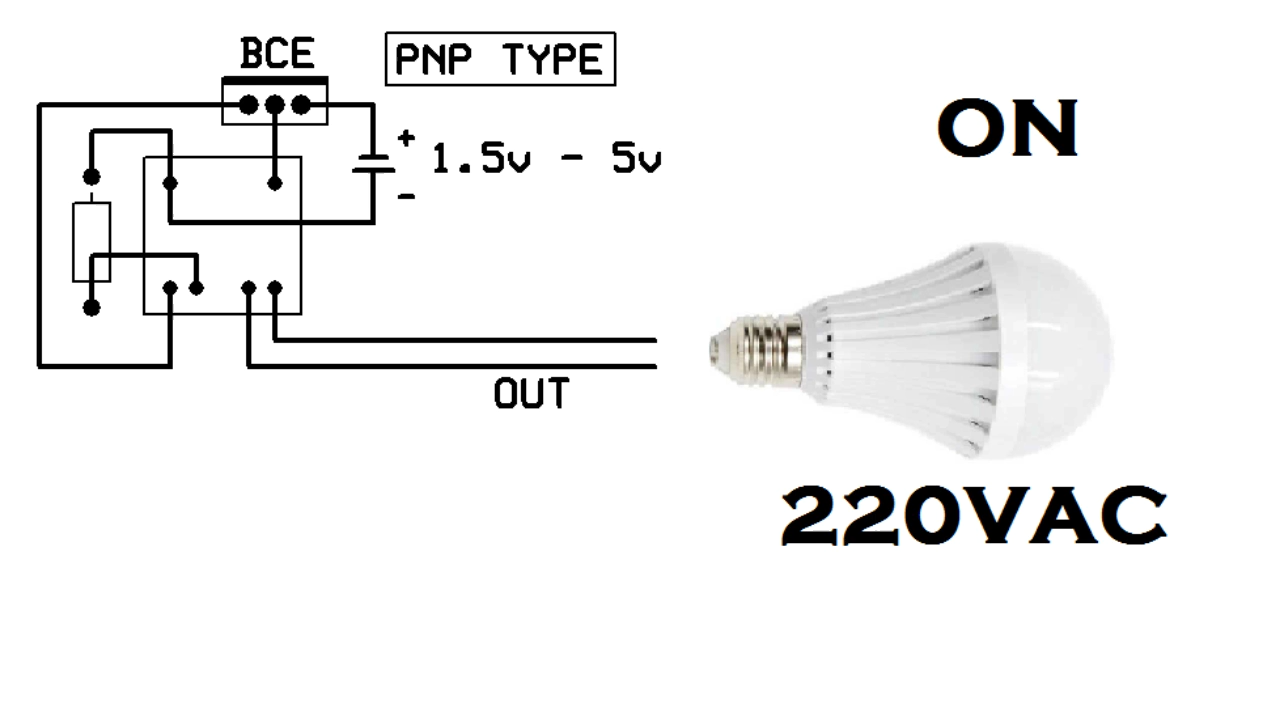 BCE
PNP TYPE
+
1.5v - 5v
-
OUT
ON
220VAC